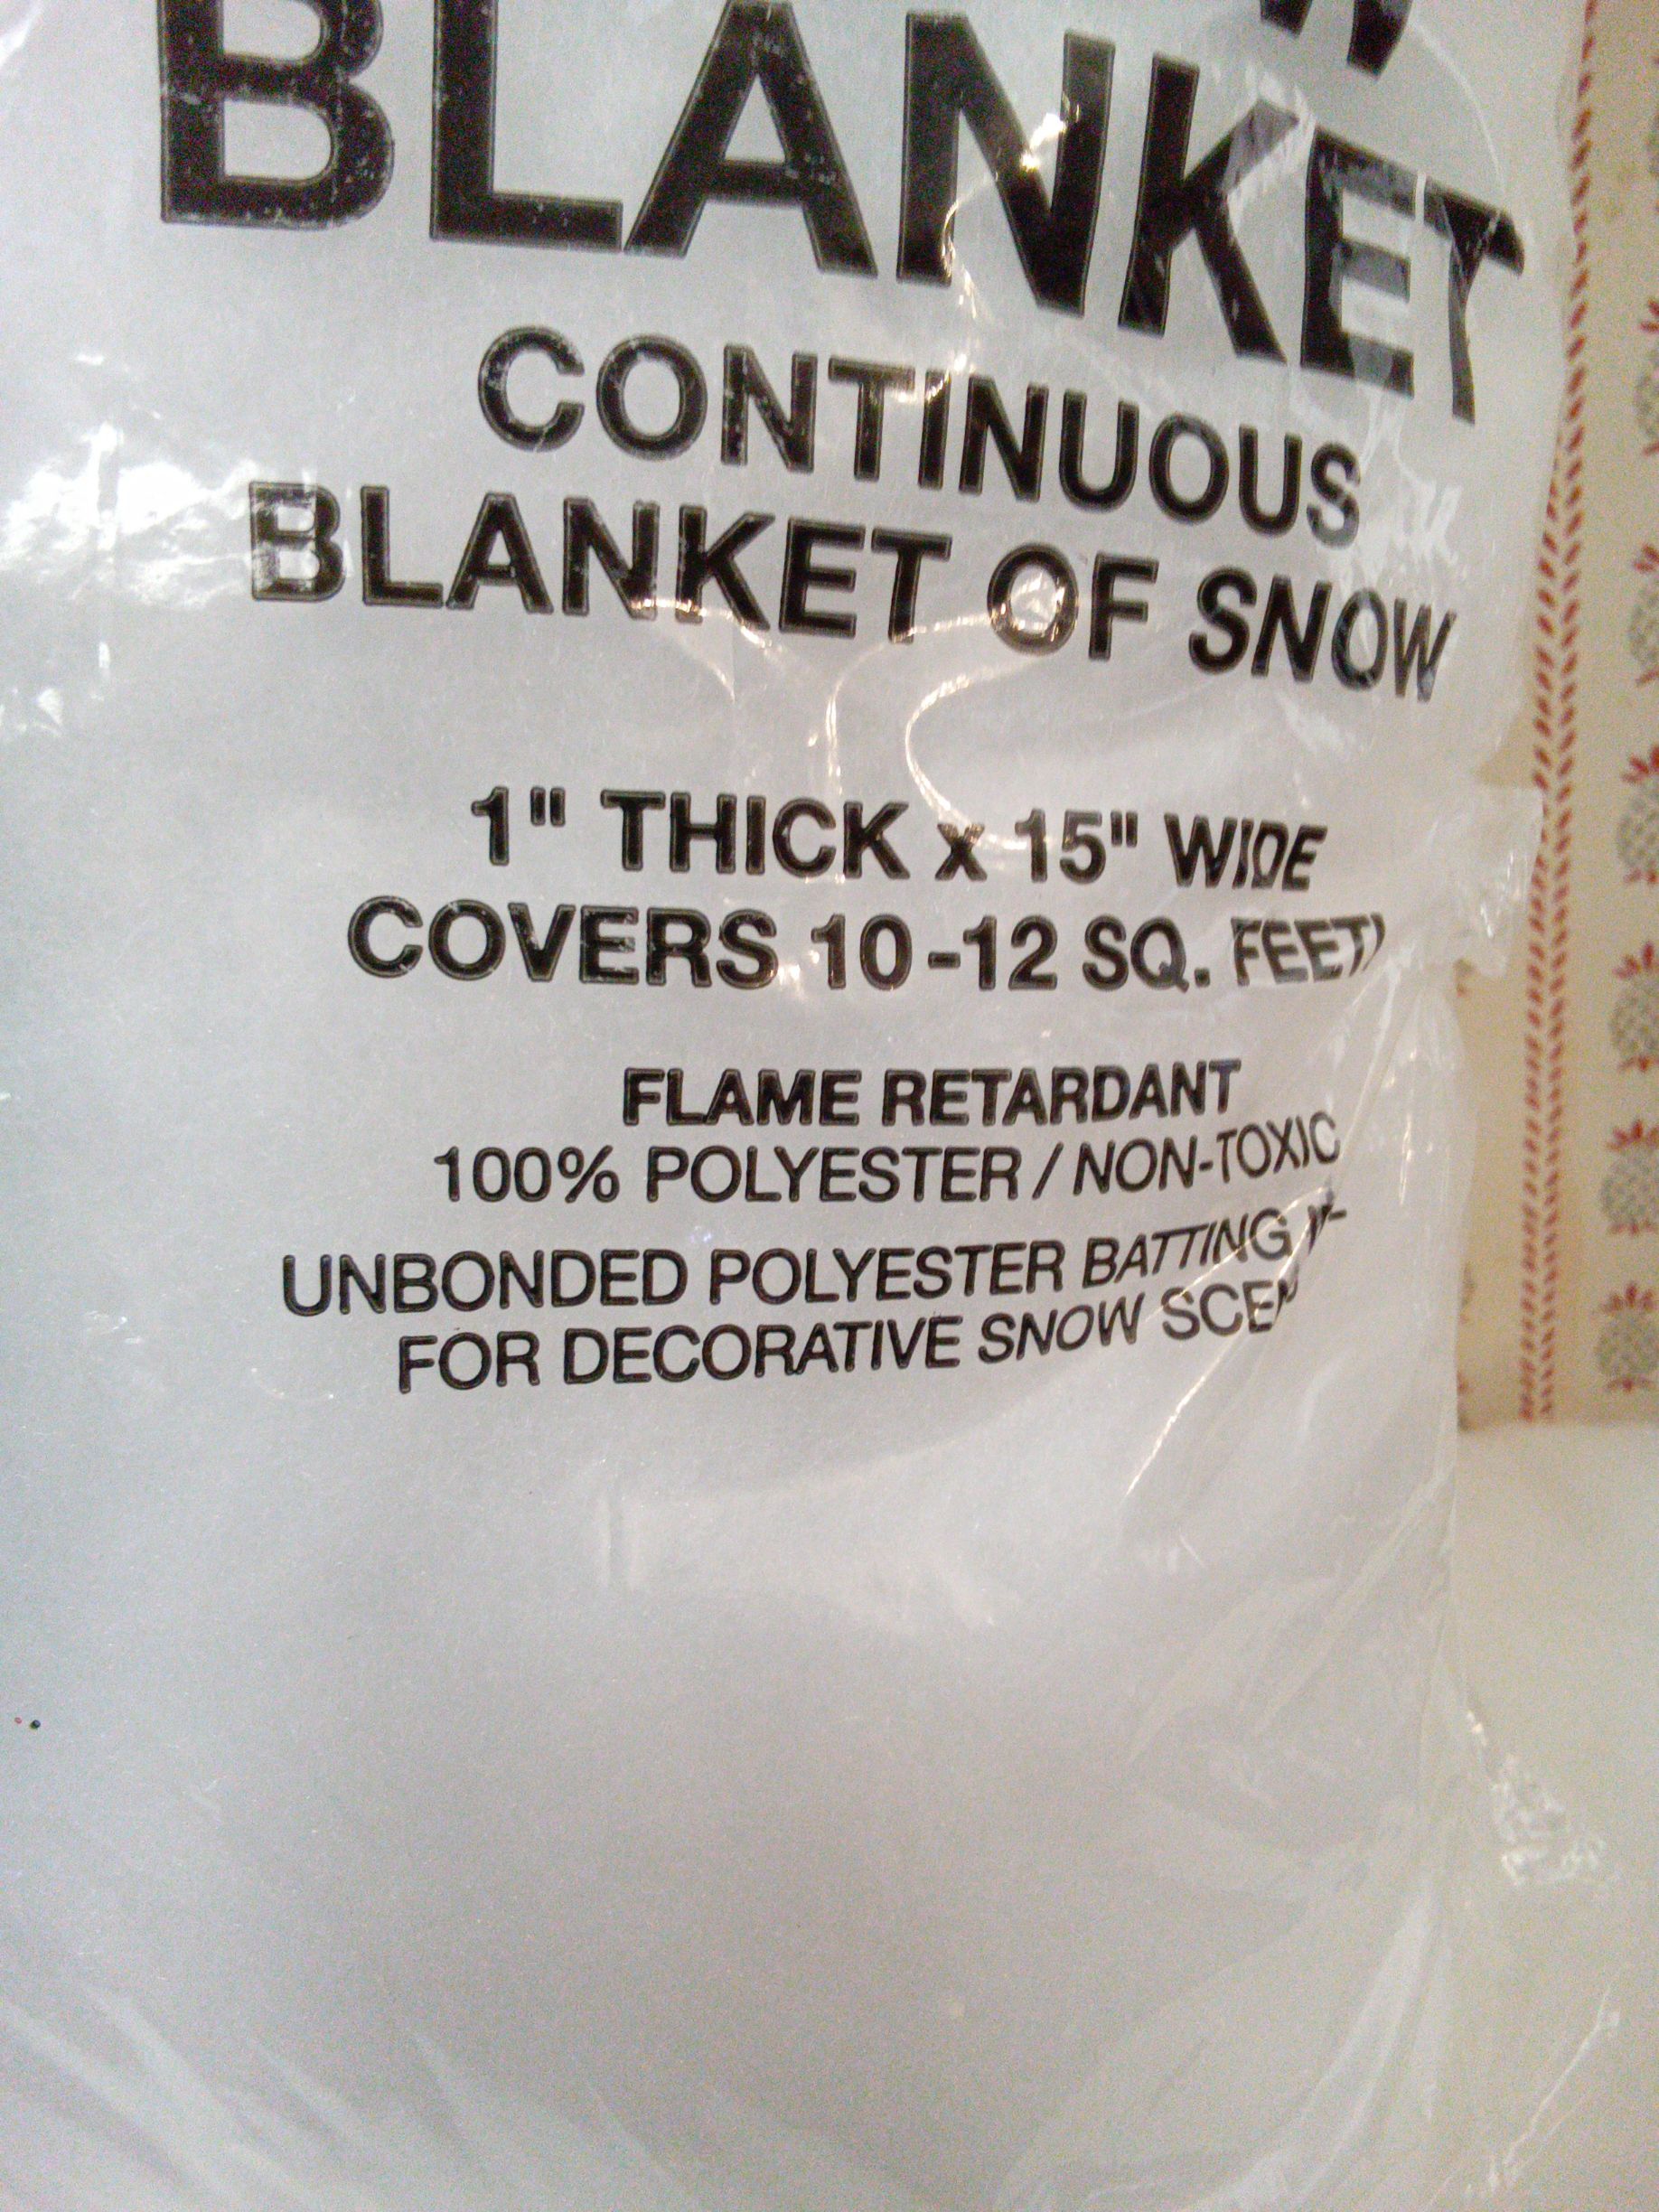 BLANKET
CONTINUOUS
BLANKET OF SNOW
1" THICK x 15" WIDE
COVERS 10-12 SQ. FEET
FLAME RETARDANT
100% POLYESTER / NON-TOXIC
UNBONDED POLYESTER BATTING
FOR DECORATIVE SNOW